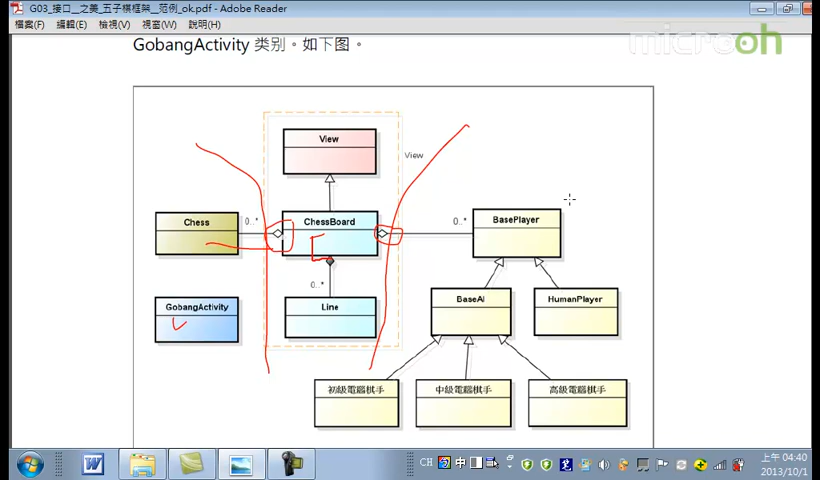 G03_接口__之美_五子棋框架__范例_ok.pdf - Adobe Reader
檔案(F) 編輯(E) 檢視(V) 視窗(W) 說明(H)
microoh
GobangActivity 类别。如下图。
View
View
Chess
0..*
ChessBoard
0..*
BasePlayer
0..*
GobangActivity
Line
BaseAI
HumanPlayer
初級電腦棋手
中級電腦棋手
高級電腦棋手
CH
中
上午 04:40
2013/10/1